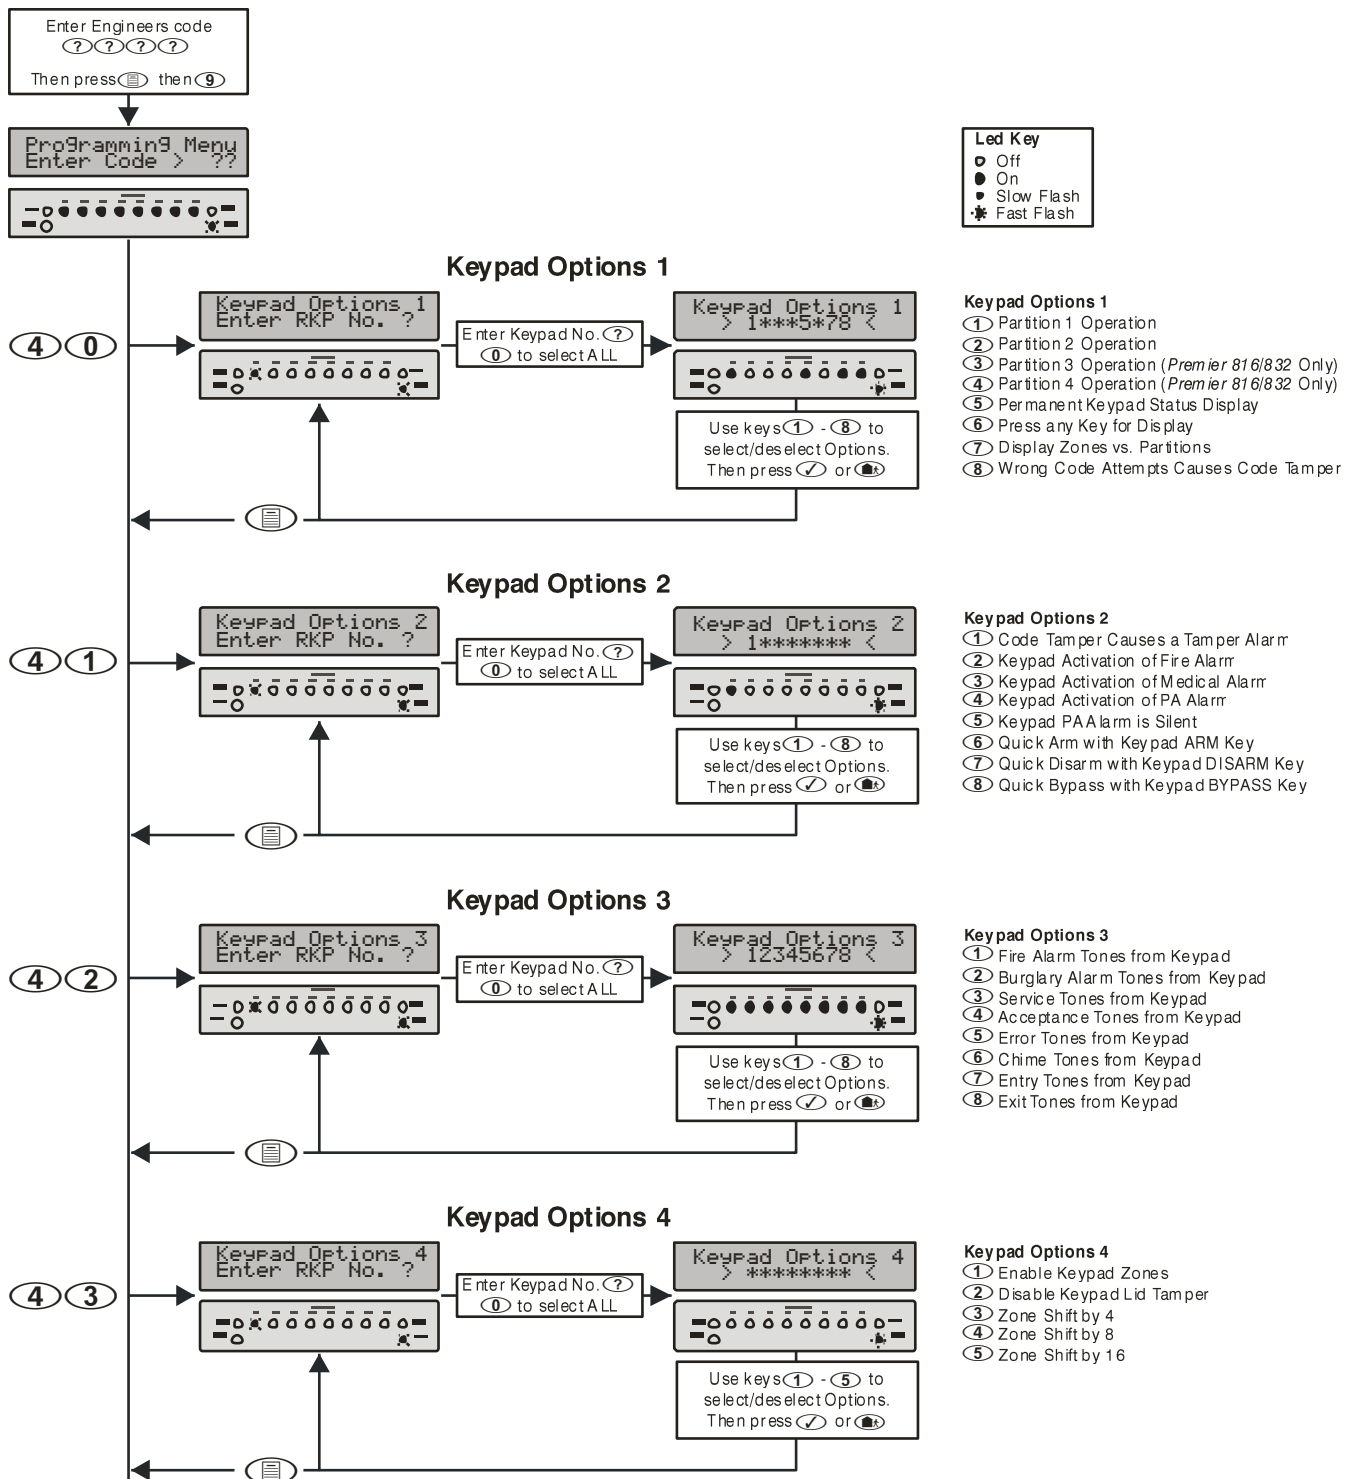 Enter Engineers code
? ? ? ?
Then press then 9
Programming Menu
Enter Code > ??
Led Key
Off
On
Slow Flash
Fast Flash
Keypad Options 1
4 0
Keypad Options 1
Enter RKP No. ?
Enter Keypad No. ?
0 to select ALL
Keypad Options 1
> 1***5*78 <
Use keys 1 - 8 to
select/deselect Options.
Then press ✓ or
Keypad Options 1
1 Partition 1 Operation
2 Partition 2 Operation
3 Partition 3 Operation (Premier 816/832 Only)
4 Partition 4 Operation (Premier 816/832 Only)
5 Permanent Keypad Status Display
6 Press any Key for Display
7 Display Zones vs. Partitions
8 Wrong Code Attempts Causes Code Tamper
Keypad Options 2
4 1
Keypad Options 2
Enter RKP No. ?
Enter Keypad No. ?
0 to select ALL
Keypad Options 2
> 1******* <
Use keys 1 - 8 to
select/deselect Options.
Then press ✓ or
Keypad Options 2
1 Code Tamper Causes a Tamper Alarm
2 Keypad Activation of Fire Alarm
3 Keypad Activation of Medical Alarm
4 Keypad Activation of PA Alarm
5 Keypad PA Alarm is Silent
6 Quick Arm with Keypad ARM Key
7 Quick Disarm with Keypad DISARM Key
8 Quick Bypass with Keypad BYPASS Key
Keypad Options 3
4 2
Keypad Options 3
Enter RKP No. ?
Enter Keypad No. ?
0 to select ALL
Keypad Options 3
> 12345678 <
Use keys 1 - 8 to
select/deselect Options.
Then press ✓ or
Keypad Options 3
1 Fire Alarm Tones from Keypad
2 Burglary Alarm Tones from Keypad
3 Service Tones from Keypad
4 Acceptance Tones from Keypad
5 Error Tones from Keypad
6 Chime Tones from Keypad
7 Entry Tones from Keypad
8 Exit Tones from Keypad
Keypad Options 4
4 3
Keypad Options 4
Enter RKP No. ?
Enter Keypad No. ?
0 to select ALL
Keypad Options 4
> ******** <
Use keys 1 - 5 to
select/deselect Options.
Then press ✓ or
Keypad Options 4
1 Enable Keypad Zones
2 Disable Keypad Lid Tamper
3 Zone Shift by 4
4 Zone Shift by 8
5 Zone Shift by 16